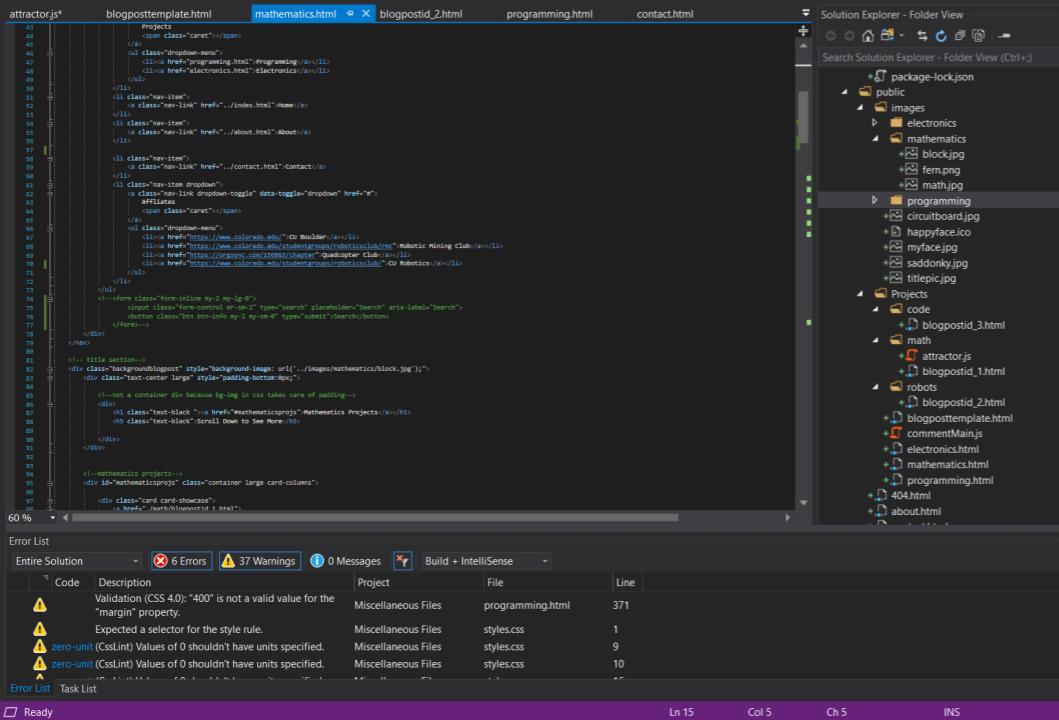 attractor.js* blogposttemplate.html mathematics.html blogpostid_2.html programming.html contact.html
43 Projects
44 <span class="caret"></span>
45 </a>
46 <ul class="dropdown-menu">
47 <li><a href="programming.html">Programming</a></li>
48 <li><a href="electronics.html">Electronics</a></li>
49 </ul>
50 </li>
51 <li class="nav-item">
52 <a class="nav-link" href="../index.html">Home</a>
53 </li>
54 <li class="nav-item">
55 <a class="nav-link" href="../about.html">About</a>
56 </li>
57
58 <li class="nav-item">
59 <a class="nav-link" href="../contact.html">Contact</a>
60 </li>
61 <li class="nav-item dropdown">
62 <a class="nav-link dropdown-toggle" data-toggle="dropdown" href="#">
63 Affliates
64 <span class="caret"></span>
65 </a>
66 <ul class="dropdown-menu">
67 <li><a href="https://www.colorado.edu/">CU Boulder</a></li>
68 <li><a href="https://www.colorado.edu/studentgroups/roboticsclub/rmc">Robotic Mining Club</a></li>
69 <li><a href="https://orgsync.com/156863/chapter">Quadcopter Club</a></li>
70 <li><a href="https://www.colorado.edu/studentgroups/roboticsclub/">CU Robotics</a></li>
71 </ul>
72 </li>
73 </ul>
74 <!--<form class="form-inline my-2 my-lg-0">
75 <input class="form-control mr-sm-2" type="search" placeholder="Search" aria-label="Search">
76 <button class="btn btn-info my-2 my-sm-0" type="submit">Search</button>
77 </form>-->
78 </div>
79 </nav>
80
81 <!-- title section-->
82 <div class="backgroundblogpost" style="background-image: url('../images/mathematics/block.jpg');">
83 <div class="text-center large" style="padding-bottom:0px;">
84
85 <!--not a container div because bg-img in css takes care of padding-->
86 <div>
87 <h1 class="text-black "><a href="#mathematicsprojs">Mathematics Projects</a></h1>
88 <h5 class="text-black">Scroll Down to See More</h5>
89
90 </div>
91 </div>
92
93
94 <!--mathematics projects-->
95 <div id="mathematicsprojs" class="container large card-columns">
96
97 <div class="card card-showcase">
98 <a href="./math/blogpostid_1.html">
60 %
Solution Explorer - Folder View
Search Solution Explorer - Folder View (Ctrl+;)
package-lock.json
public
images
electronics
mathematics
block.jpg
fern.png
math.jpg
programming
circuitboard.jpg
happyface.ico
myface.jpg
saddonky.jpg
titlepic.jpg
Projects
code
blogpostid_3.html
math
attractor.js
blogpostid_1.html
robots
blogpostid_2.html
blogposttemplate.html
commentMain.js
electronics.html
mathematics.html
programming.html
404.html
about.html
Error List
Entire Solution 6 Errors 37 Warnings 0 Messages Build + IntelliSense
Code Description Project File Line
Validation (CSS 4.0): "400" is not a valid value for the
"margin" property. Miscellaneous Files programming.html 371
Expected a selector for the style rule. Miscellaneous Files styles.css 1
zero-unit (CssLint) Values of 0 shouldn't have units specified. Miscellaneous Files styles.css 9
zero-unit (CssLint) Values of 0 shouldn't have units specified. Miscellaneous Files styles.css 10
Error List Task List
Ready Ln 15 Col 5 Ch 5 INS